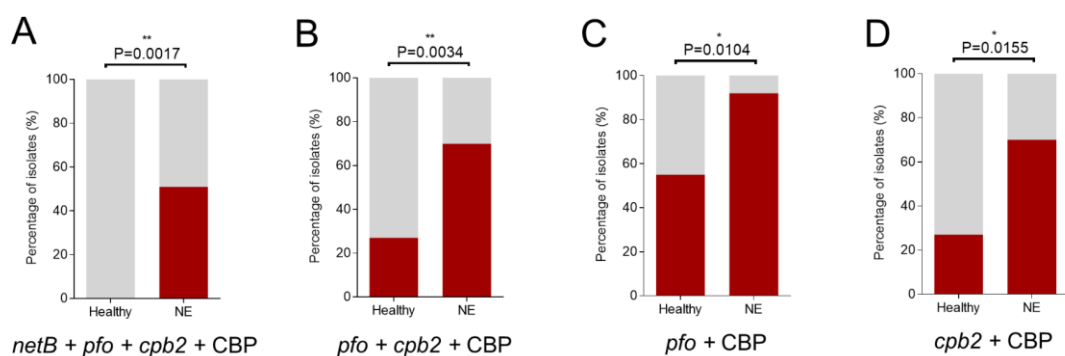 A
**
P=0.0017
Percentage of isolates (%)
100
80
60
40
20
0
Healthy NE
netB + pfo + cpb2 + CBP
B
**
P=0.0034
Percentage of isolates (%)
100
80
60
40
20
0
Healthy NE
pfo + cpb2 + CBP
C
*
P=0.0104
Percentage of isolates (%)
100
80
60
40
20
0
Healthy NE
pfo + CBP
D
*
P=0.0155
Percentage of isolates (%)
100
80
60
40
20
0
Healthy NE
cpb2 + CBP